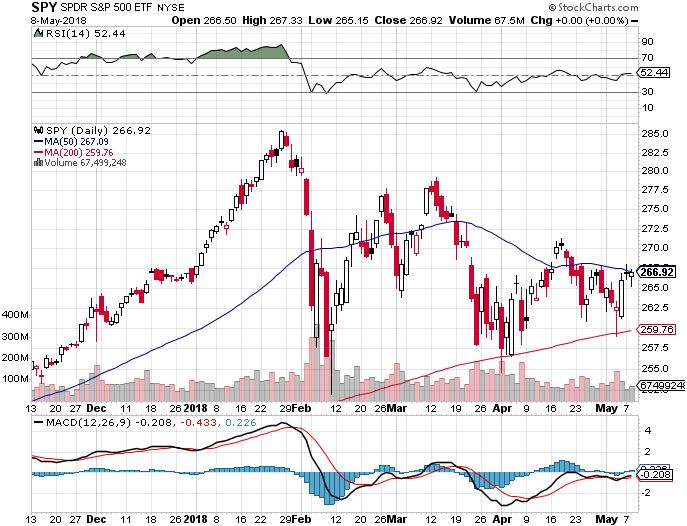 SPY SPDR S&P 500 ETF NYSE © StockCharts.com
8-May-2018 Open 266.50 High 267.33 Low 265.15 Close 266.92 Volume 67.5M Chg +0.00 (+0.00%)
RSI(14) 52.44
90
70
52.44
30
10
SPY (Daily) 266.92
MA(50) 267.09
MA(200) 259.76
Volume 67,499,248
285.0
282.5
280.0
277.5
275.0
272.5
270.0
266.92
265.0
262.5
259.76
257.5
255.0
67499248
400M
300M
200M
100M
13 20 27 Dec 11 18 26 2018 8 16 22 29 Feb 12 20 26 Mar 12 19 26 Apr 9 16 23 May 7
MACD(12,26,9) -0.208, -0.433, 0.226
4
2
-0.208
-2
13 20 27 Dec 11 18 26 2018 8 16 22 29 Feb 12 20 26 Mar 12 19 26 Apr 9 16 23 May 7